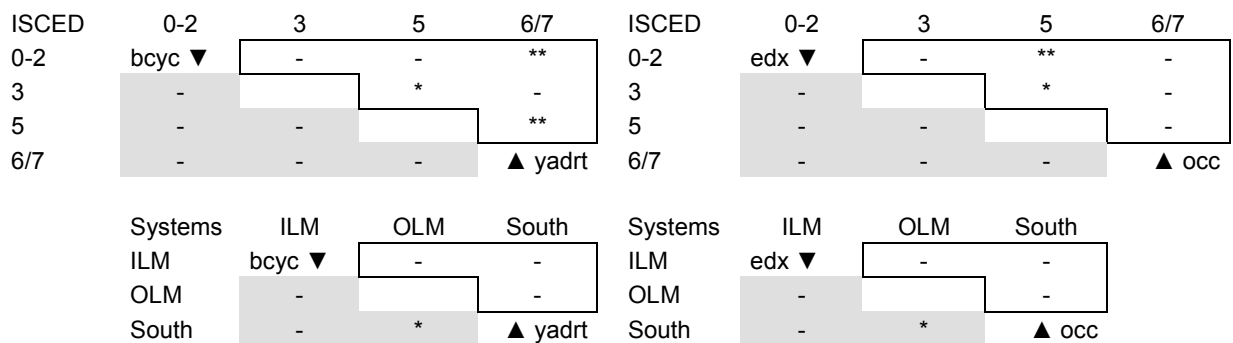 ISCED 0-2 3 5 6/7 ISCED 0-2 3 5 6/7
0-2 bcyc ▼ - - ** 0-2 edx ▼ - ** -
3 - * - 3 - * -
5 - - ** 5 - - -
6/7 - - - ▲ yadrt 6/7 - - - ▲ occ
Systems ILM OLM South Systems ILM OLM South
ILM bcyc ▼ - - ILM edx ▼ - -
OLM - - OLM - -
South - * ▲ yadrt South - * ▲ occ